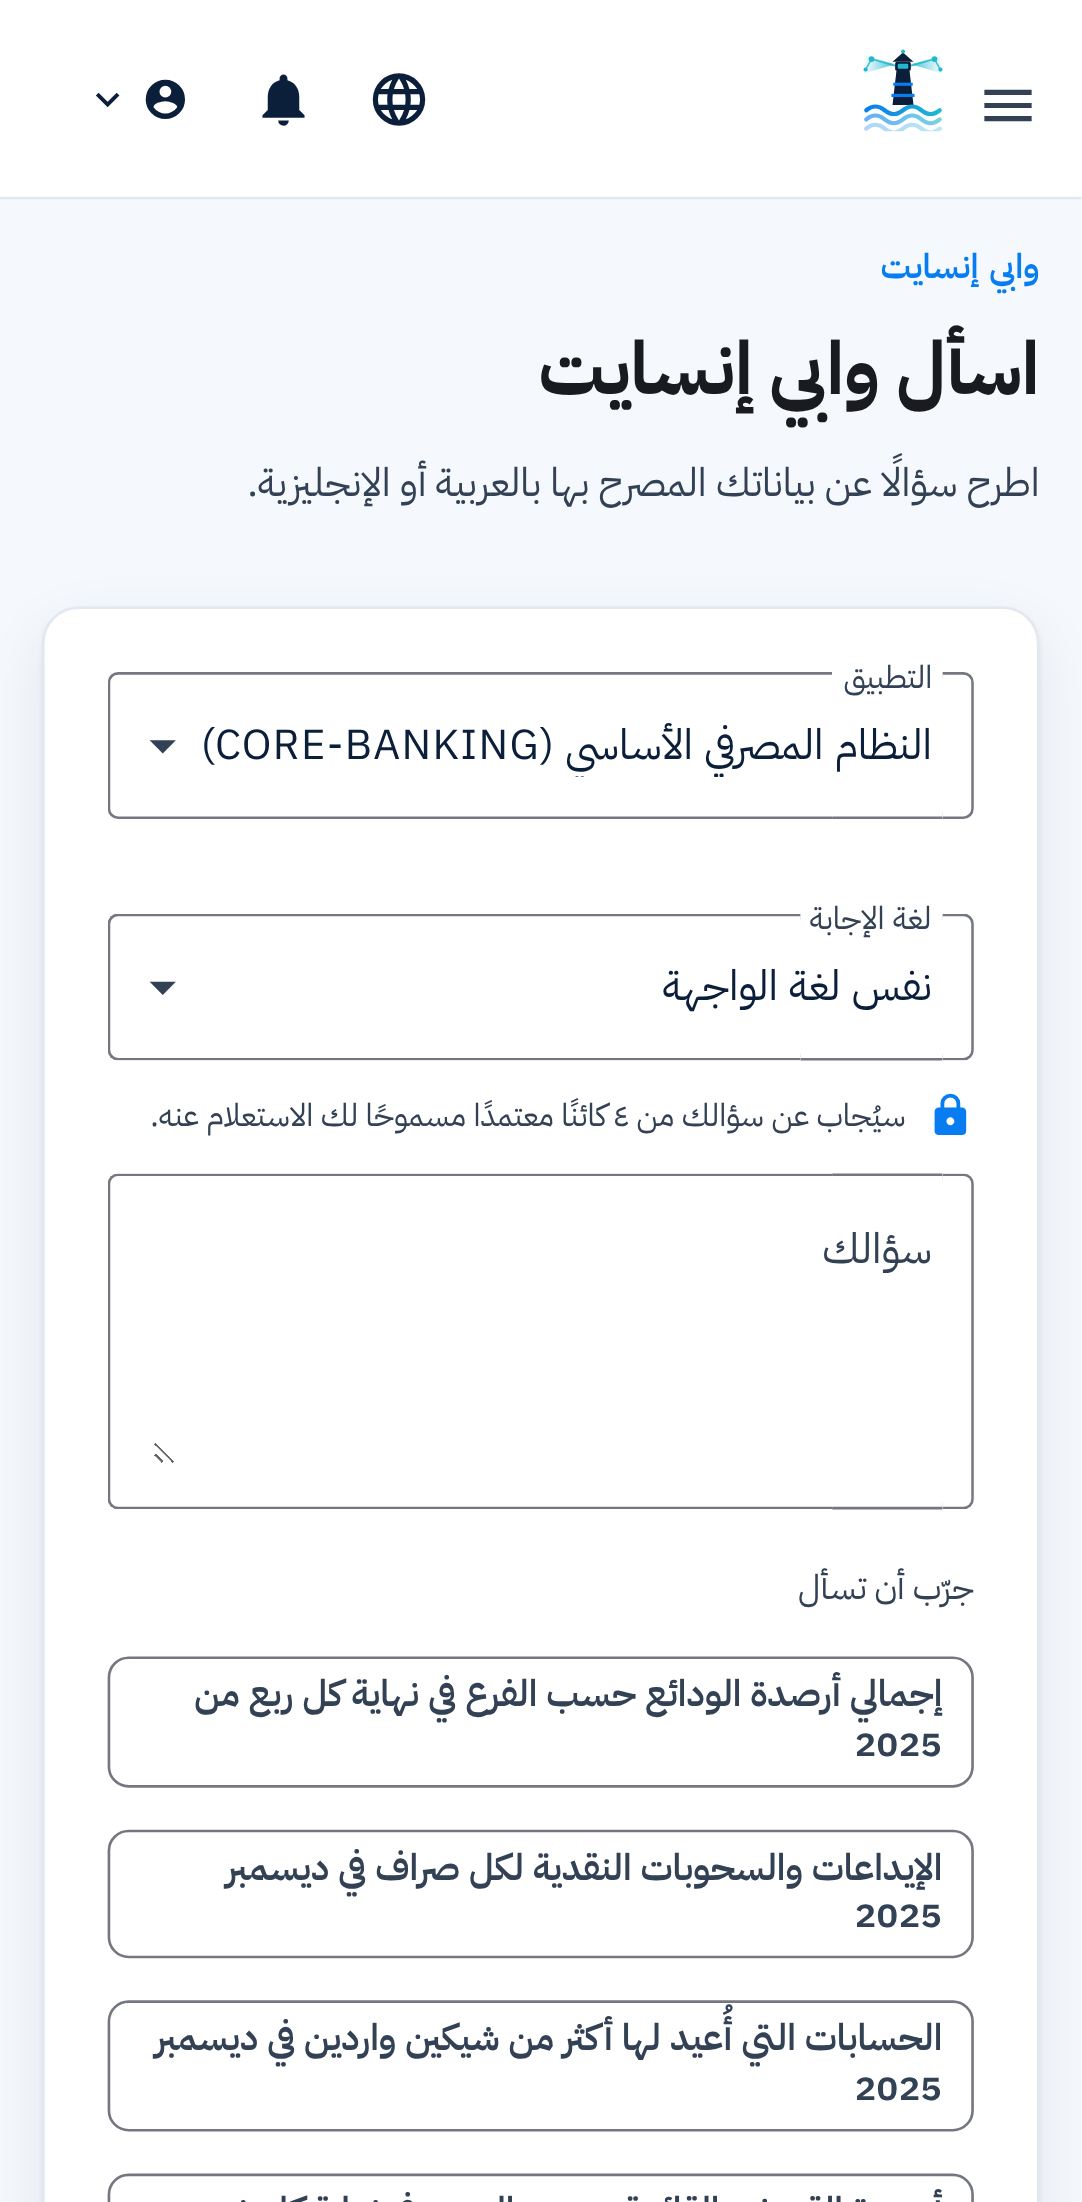 وابي إنسايت
اسأل وابي إنسايت
اطرح سؤالًا عن بياناتك المصرح بها بالعربية أو الإنجليزية.
التطبيق
النظام المصرفي الأساسي (CORE-BANKING)
لغة الإجابة
نفس لغة الواجهة
سيُجاب عن سؤالك من ٤ كائنًا معتمدًا مسموحًا لك الاستعلام عنه.
سؤالك
جرّب أن تسأل
إجمالي أرصدة الودائع حسب الفرع في نهاية كل ربع من
2025
الإيداعات والسحوبات النقدية لكل صراف في ديسمبر
2025
الحسابات التي أُعيد لها أكثر من شيكين واردين في ديسمبر
2025